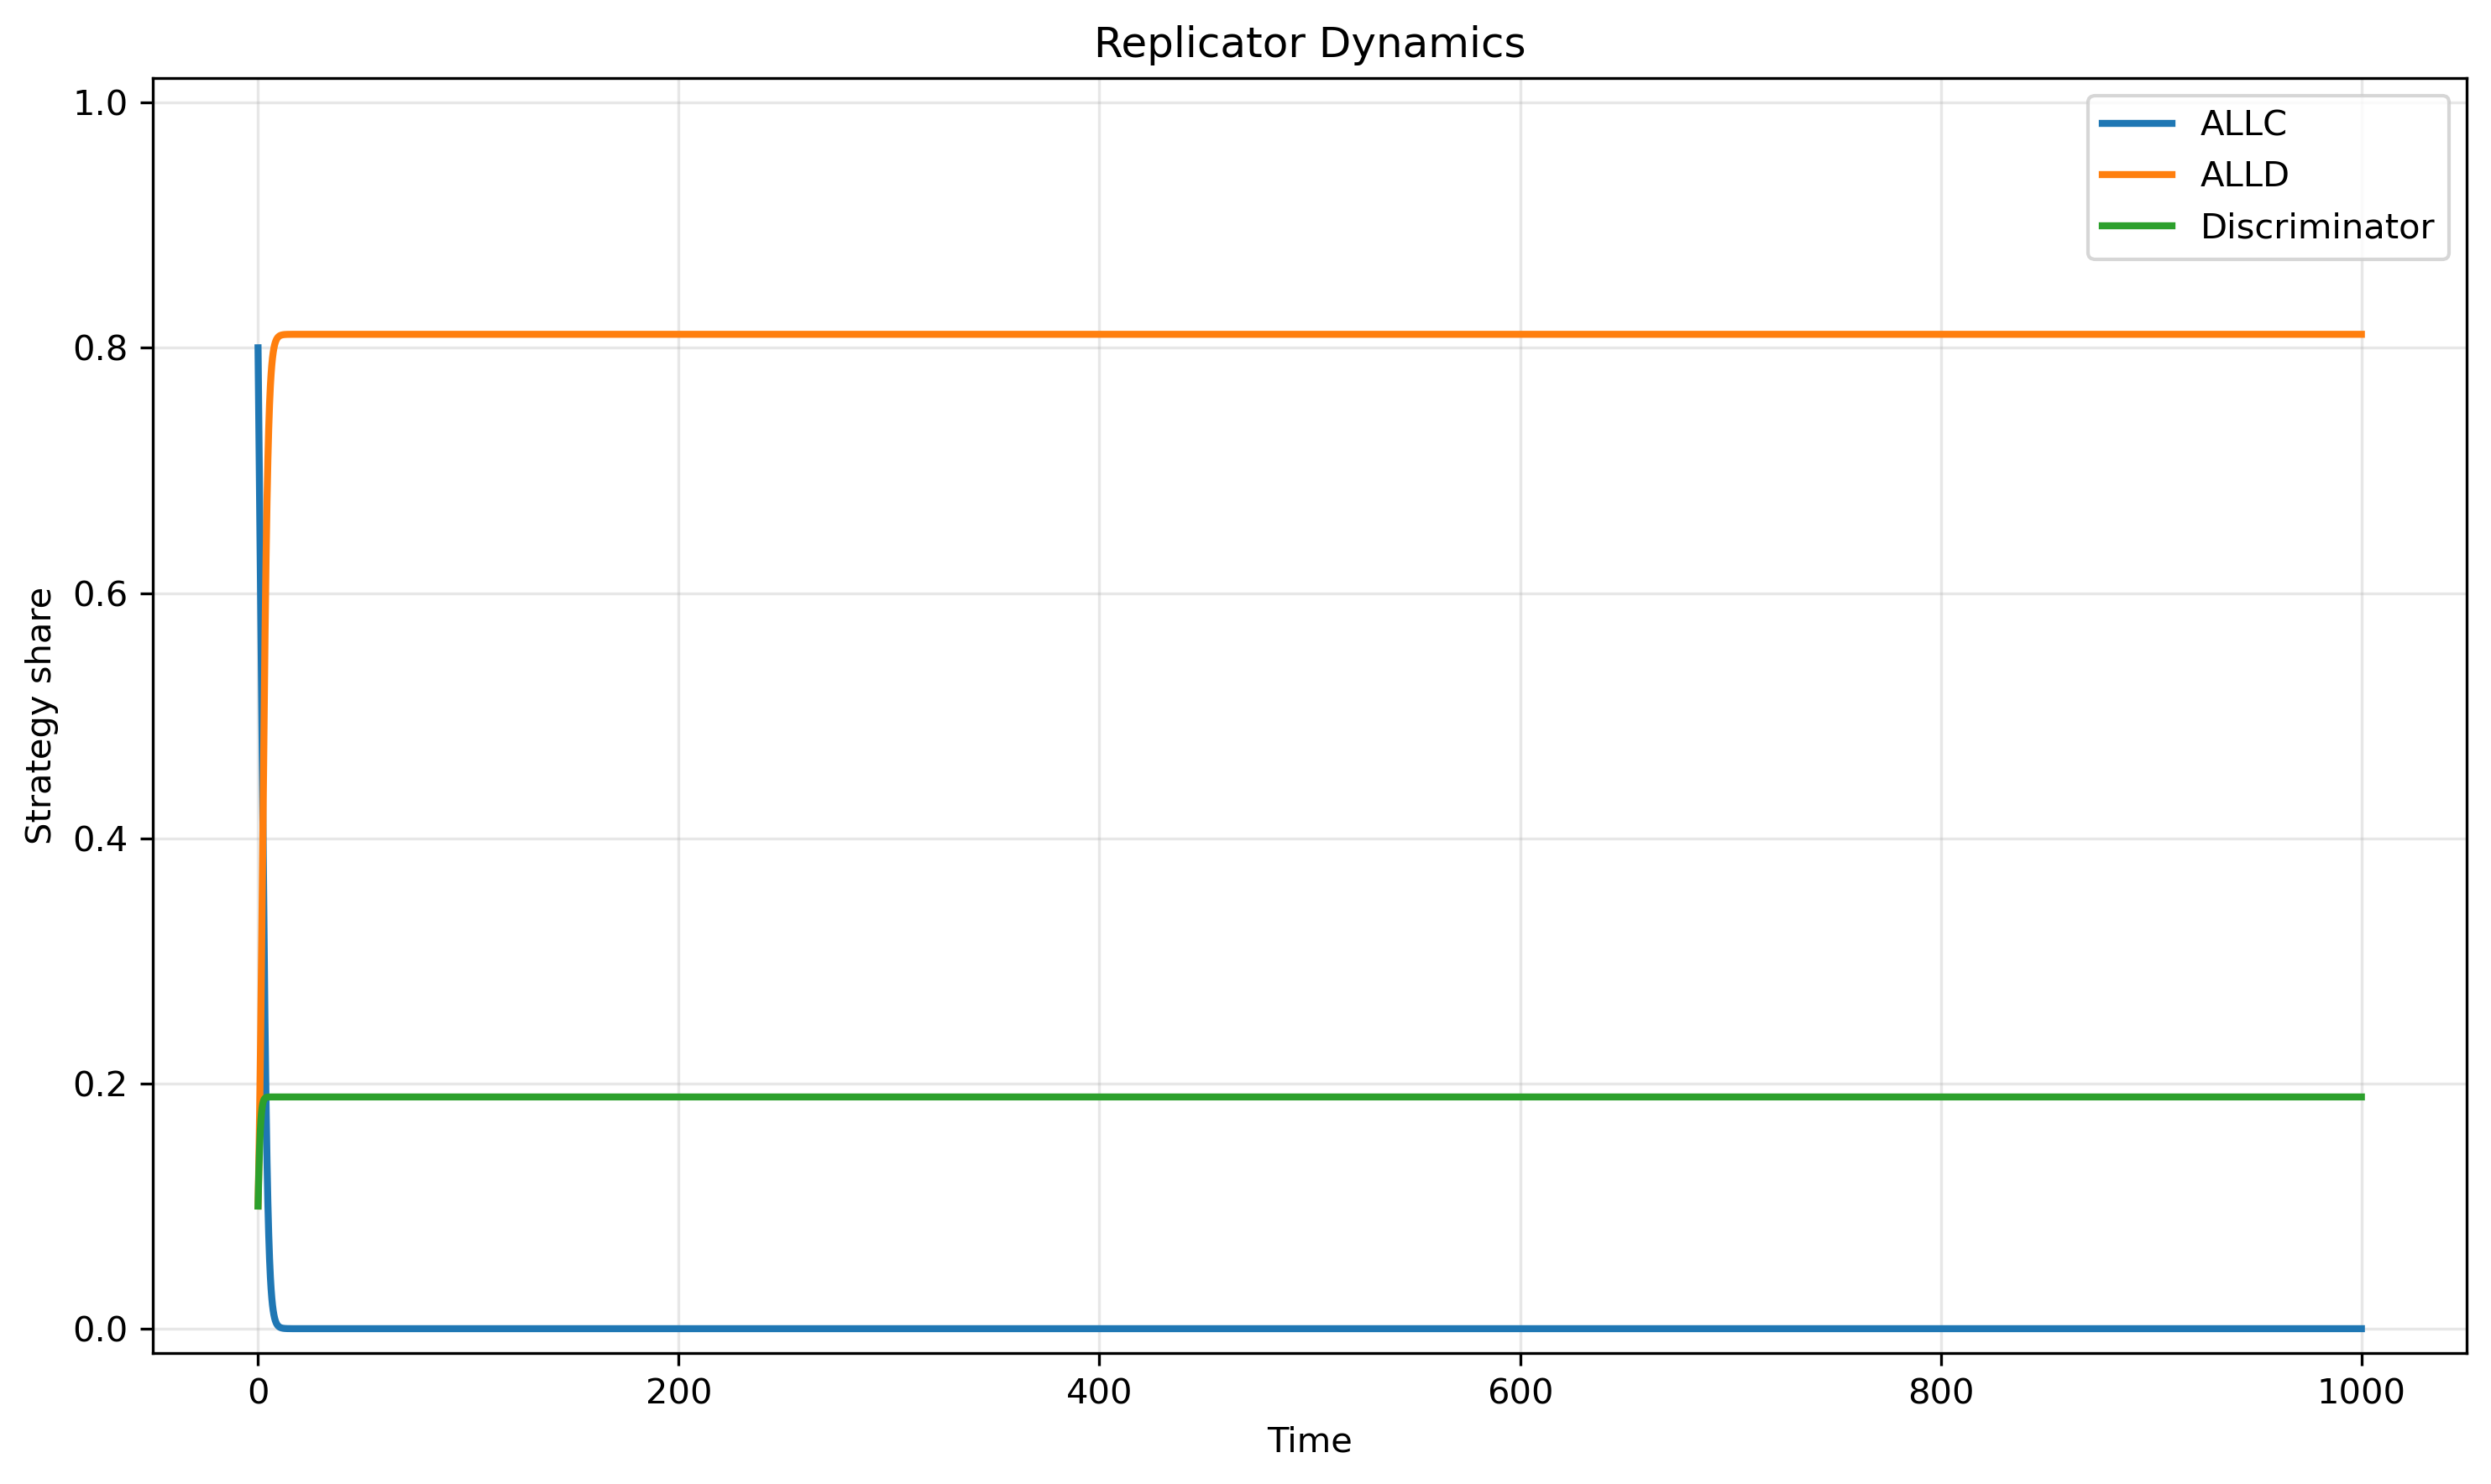 Replicator Dynamics
ALLC
ALLD
Discriminator
Strategy share
1.0
0.8
0.6
0.4
0.2
0.0
0 200 400 600 800 1000
Time